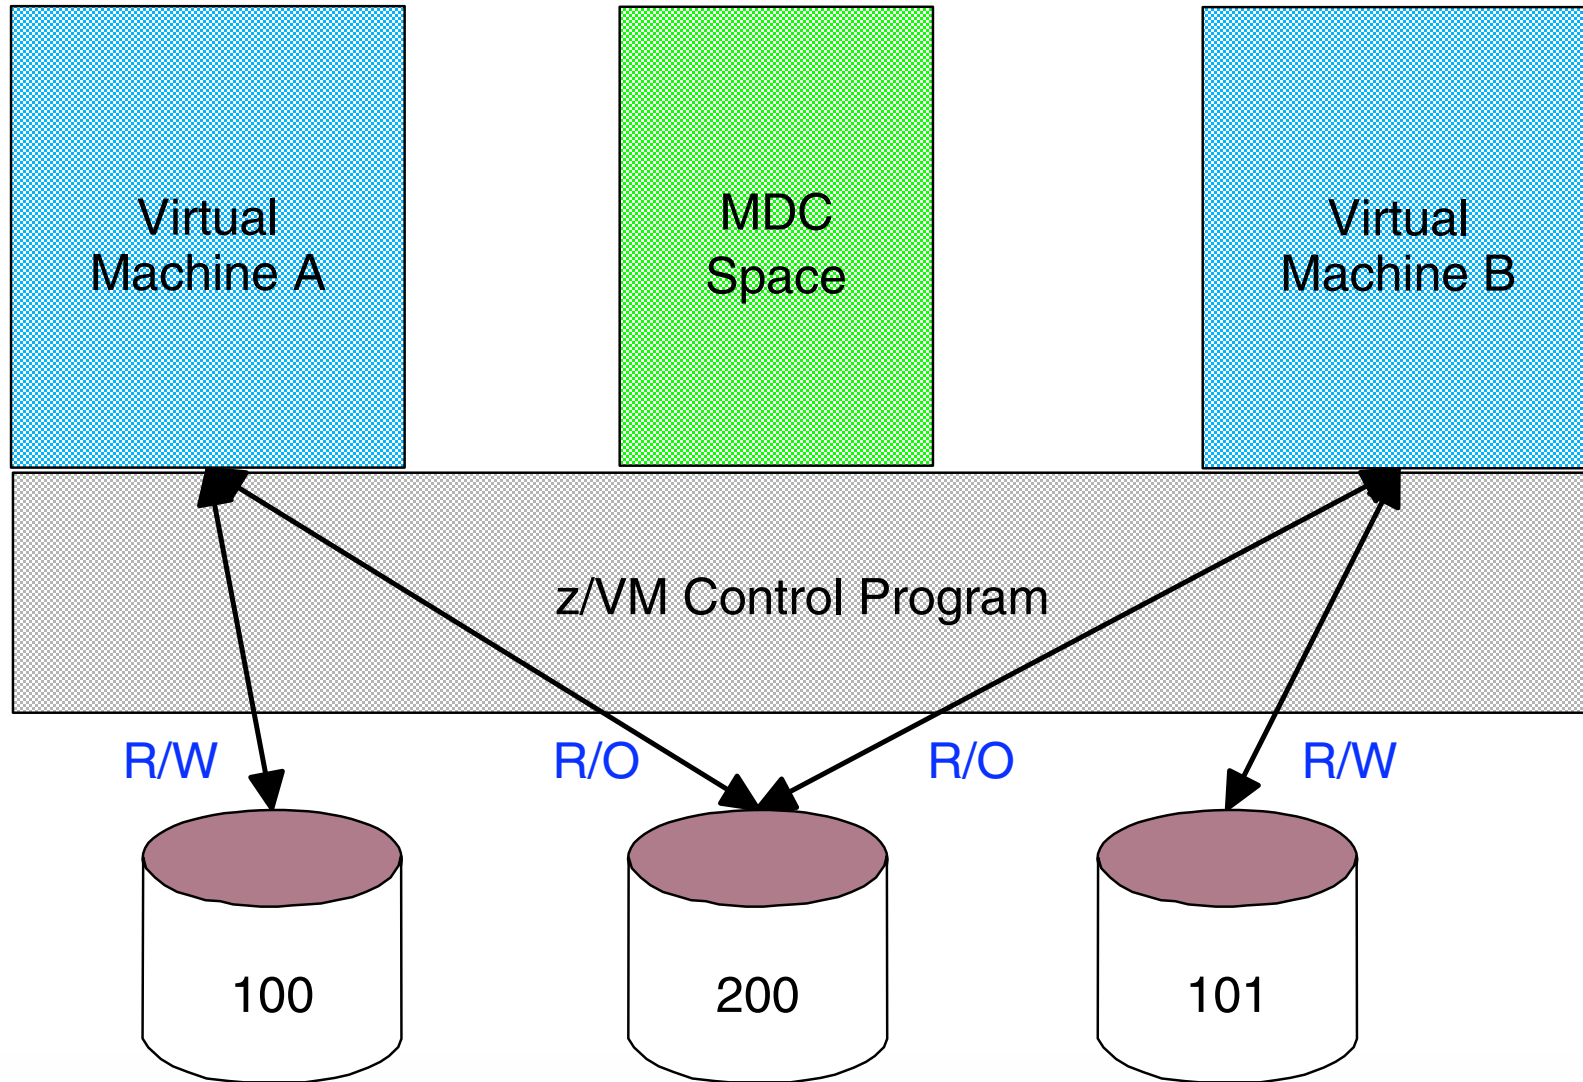 Virtual
Machine A
MDC
Space
Virtual
Machine B
z/VM Control Program
R/W
R/O
R/O
R/W
100
200
101